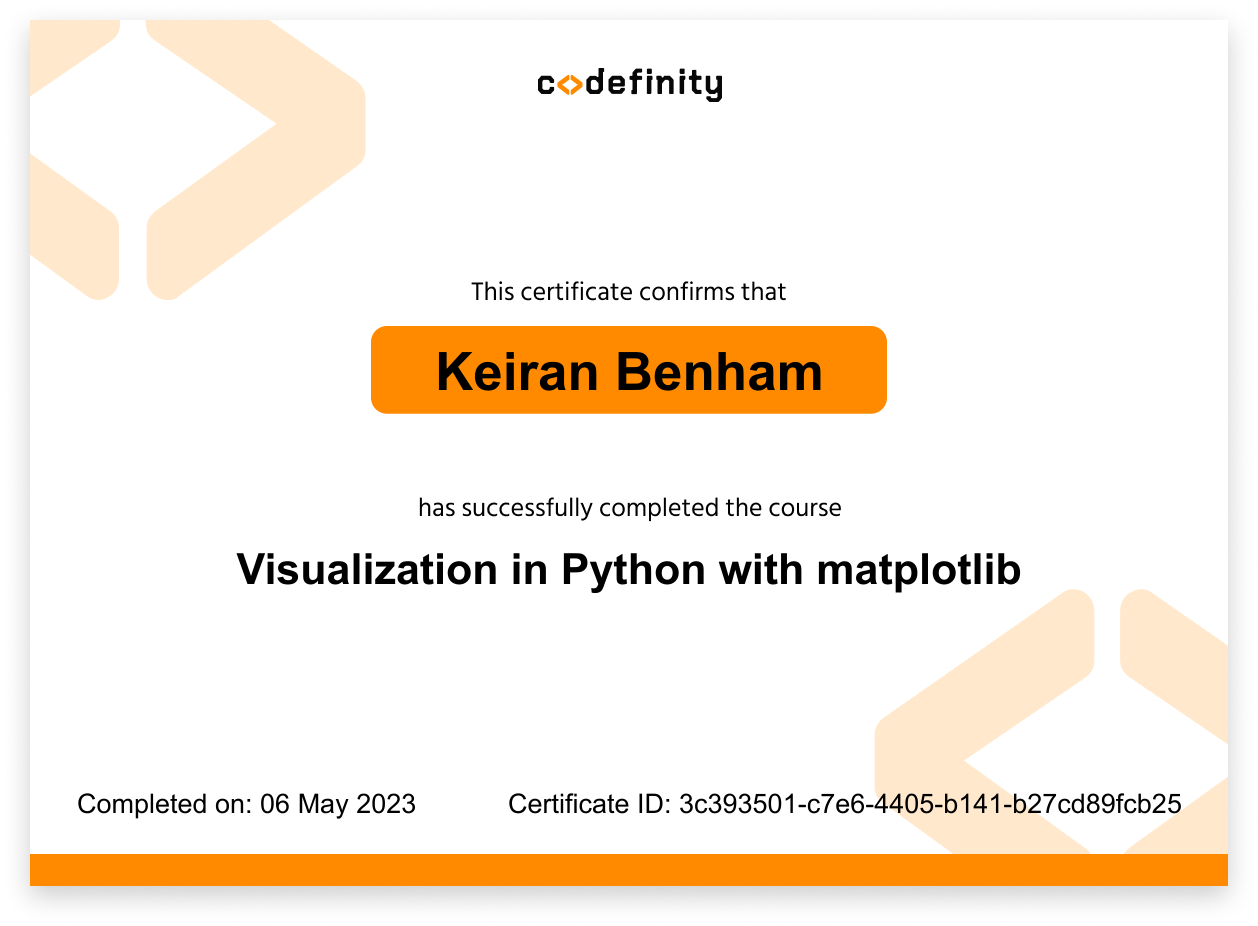 codefinity
This certificate confirms that
Keiran Benham
has successfully completed the course
Visualization in Python with matplotlib
Completed on: 06 May 2023
Certificate ID: 3c393501-c7e6-4405-b141-b27cd89fcb25